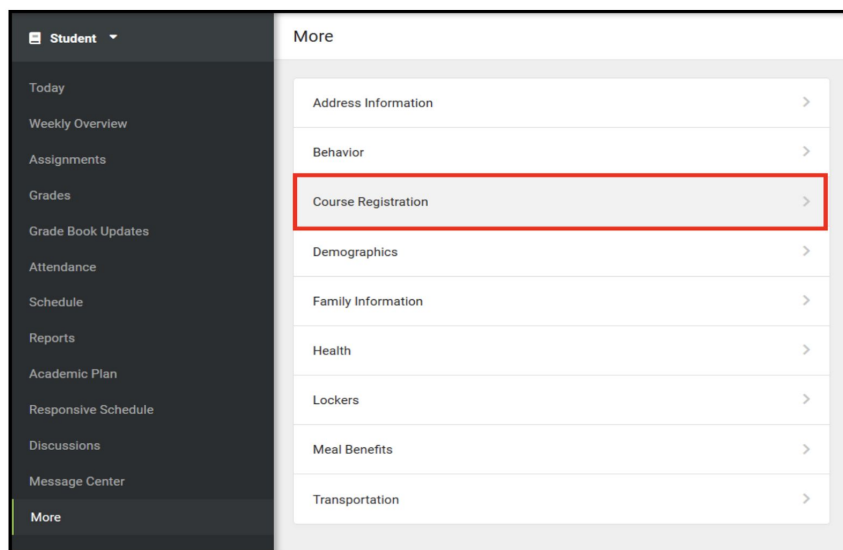 Student
Today
Weekly Overview
Assignments
Grades
Grade Book Updates
Attendance
Schedule
Reports
Academic Plan
Responsive Schedule
Discussions
Message Center
More
More
Address Information
Behavior
Course Registration
Demographics
Family Information
Health
Lockers
Meal Benefits
Transportation